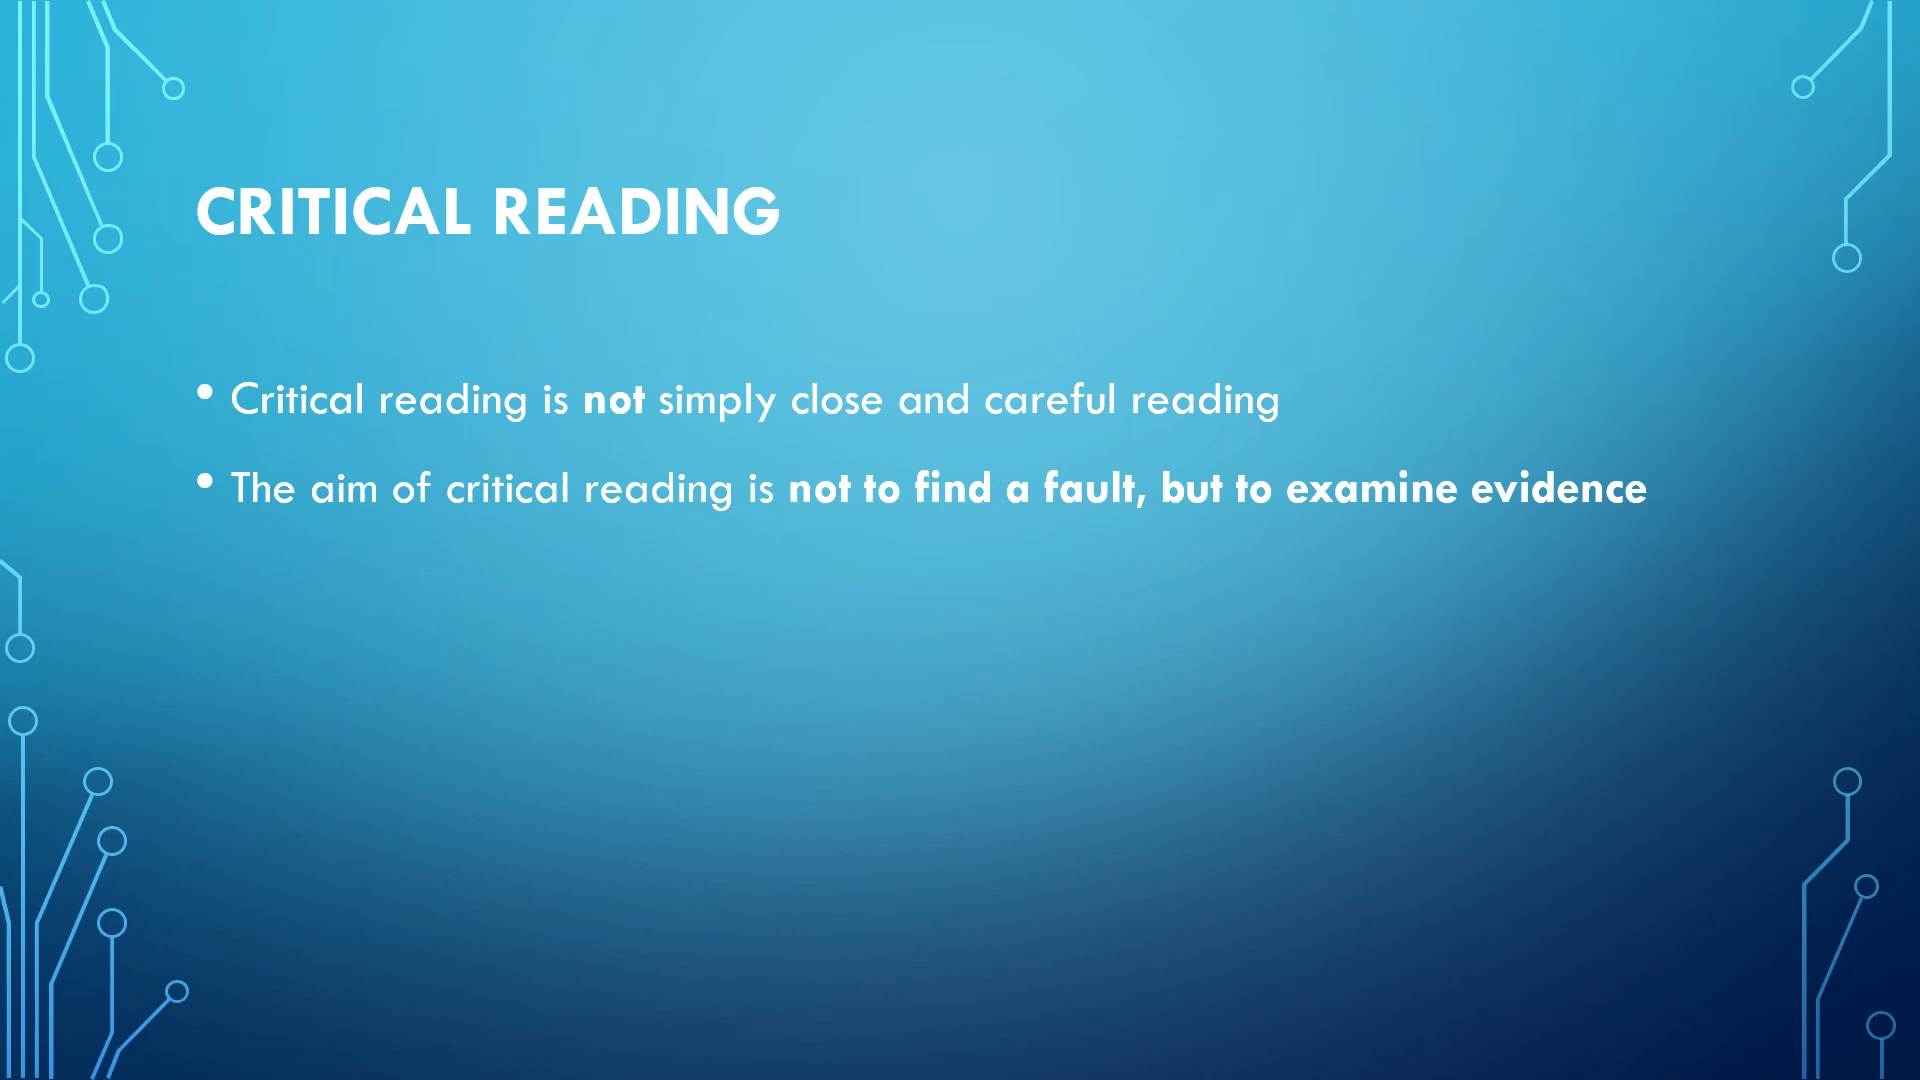 CRITICAL READING
• Critical reading is not simply close and careful reading
• The aim of critical reading is not to find a fault, but to examine evidence